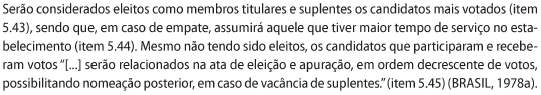 Serão considerados eleitos como membros titulares e suplentes os candidatos mais votados (item
5.43), sendo que, em caso de empate, assumirá aquele que tiver maior tempo de serviço no esta-
belecimento (item 5.44). Mesmo não tendo sido eleitos, os candidatos que participaram e recebe-
ram votos “[...] serão relacionados na ata de eleição e apuração, em ordem decrescente de votos,
possibilitando nomeação posterior, em caso de vacância de suplentes.” (item 5.45) (BRASIL, 1978a).